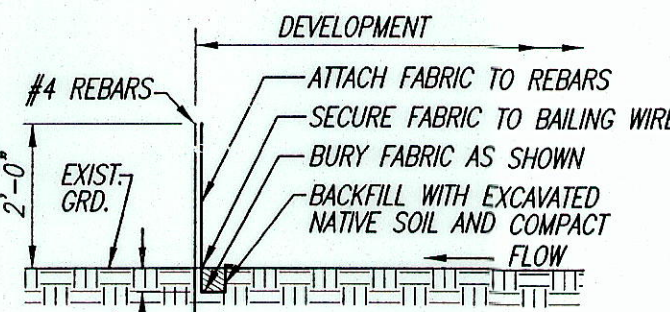 DEVELOPMENT
#4 REBARS
ATTACH FABRIC TO REBARS
SECURE FABRIC TO BAILING WIRE
BURY FABRIC AS SHOWN
2'-0"
EXIST.
GRD.
BACKFILL WITH EXCAVATED
NATIVE SOIL AND COMPACT
FLOW